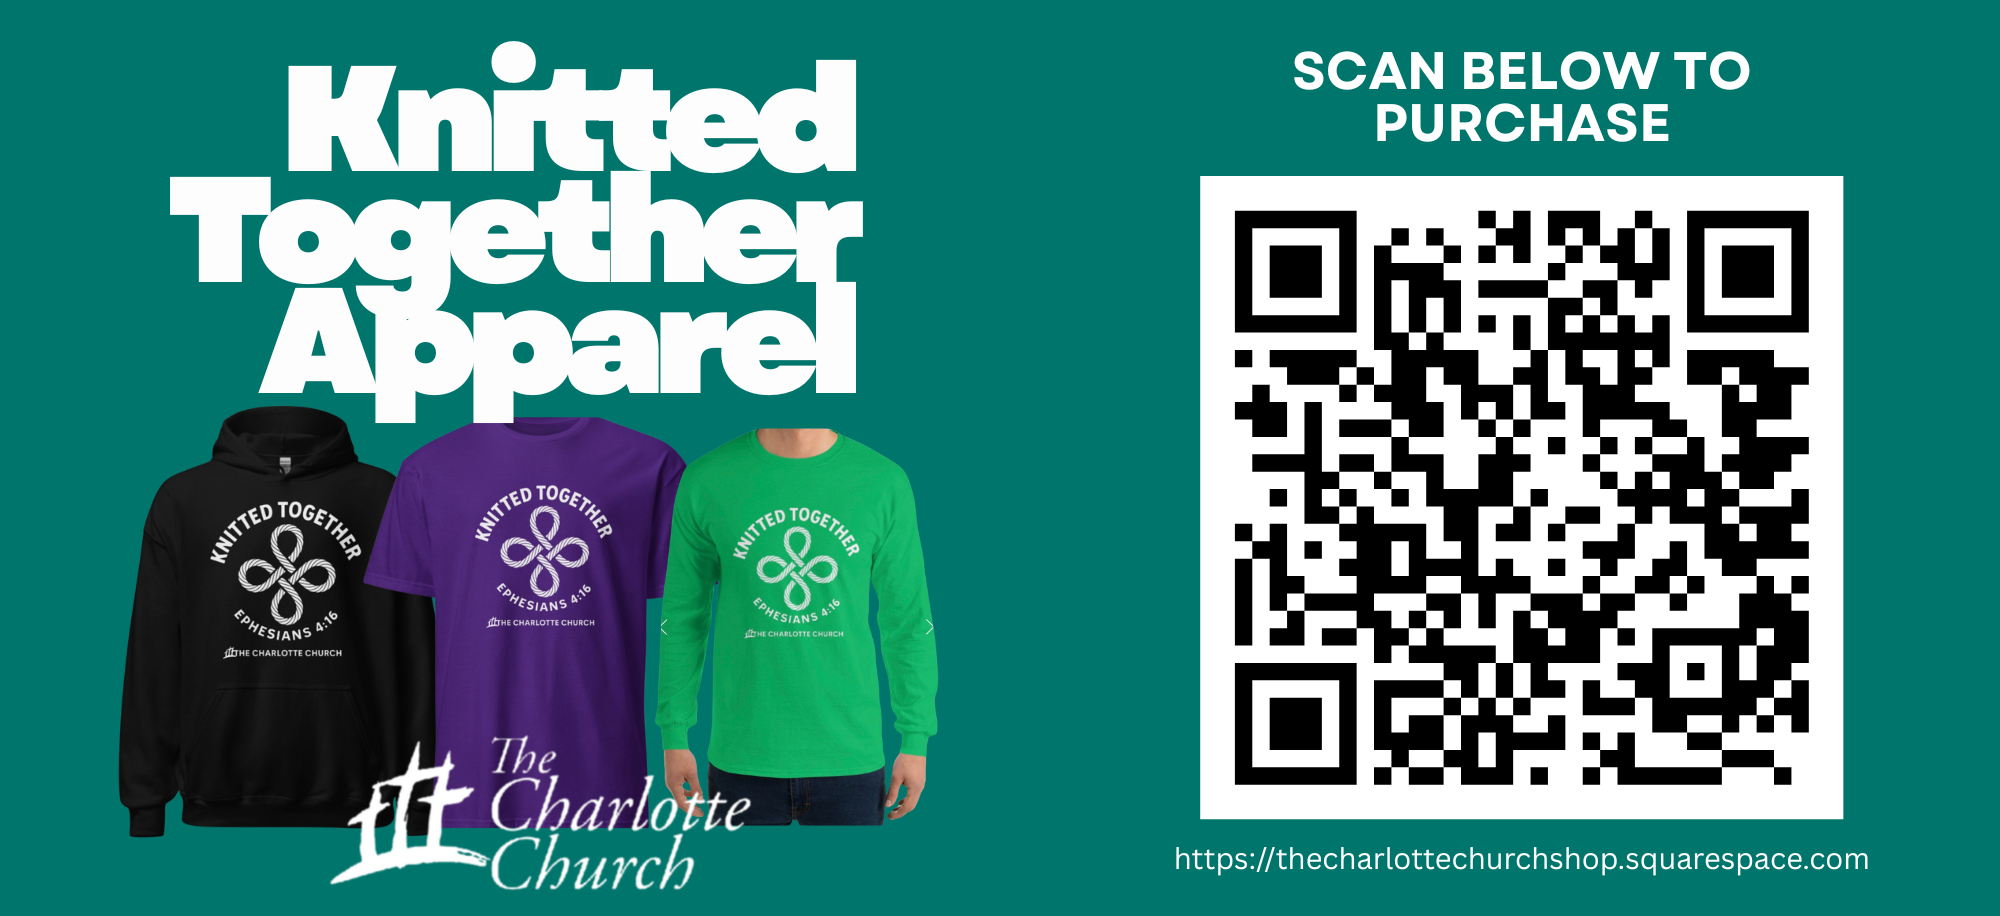 Knitted
Together
Apparel
KNITTED TOGETHER
EPHESIANS 4:16
THE CHARLOTTE CHURCH
KNITTED TOGETHER
EPHESIANS 4:16
THE CHARLOTTE CHURCH
KNITTED TOGETHER
EPHESIANS 4:16
THE CHARLOTTE CHURCH
The
Charlotte
Church
SCAN BELOW TO
PURCHASE
https://thecharlottechurchshop.squarespace.com